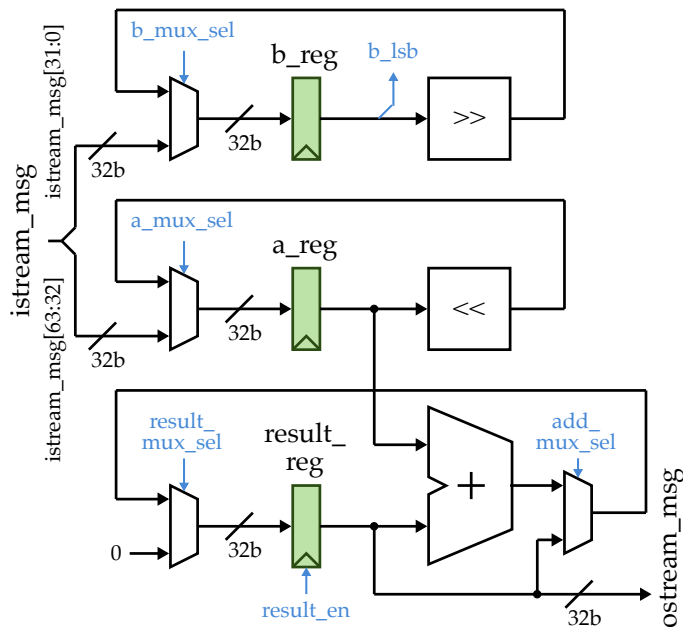 b_mux_sel
b_reg
b_lsb
istream_msg[31:0]
>>
32b
32b
istream_msg
a_mux_sel
a_reg
<<
32b
32b
istream_msg[63:32]
result_
mux_sel
result_
reg
add_
mux_sel
+
0
32b
result_en
32b
ostream_msg